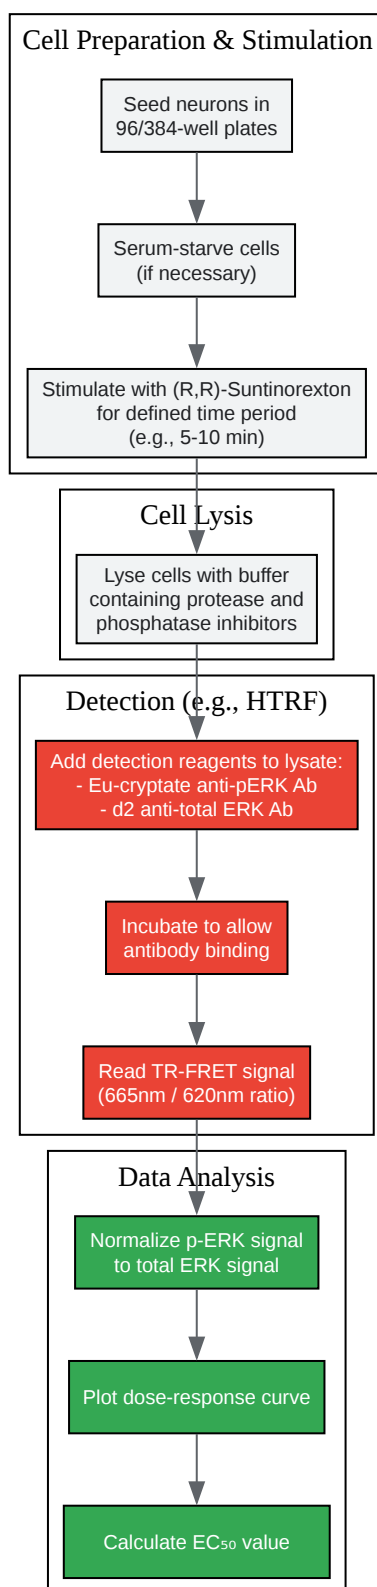 Cell Preparation & Stimulation
Seed neurons in
96/384-well plates
Serum-starve cells
(if necessary)
Stimulate with (R,R)-Suntinorexton
for defined time period
(e.g., 5-10 min)
Cell Lysis
Lyse cells with buffer
containing protease and
phosphatase inhibitors
Detection (e.g., HTRF)
Add detection reagents to lysate:
- Eu-cryptate anti-pERK Ab
- d2 anti-total ERK Ab
Incubate to allow
antibody binding
Read TR-FRET signal
(665nm / 620nm ratio)
Data Analysis
Normalize p-ERK signal
to total ERK signal
Plot dose-response curve
Calculate EC₅₀ value